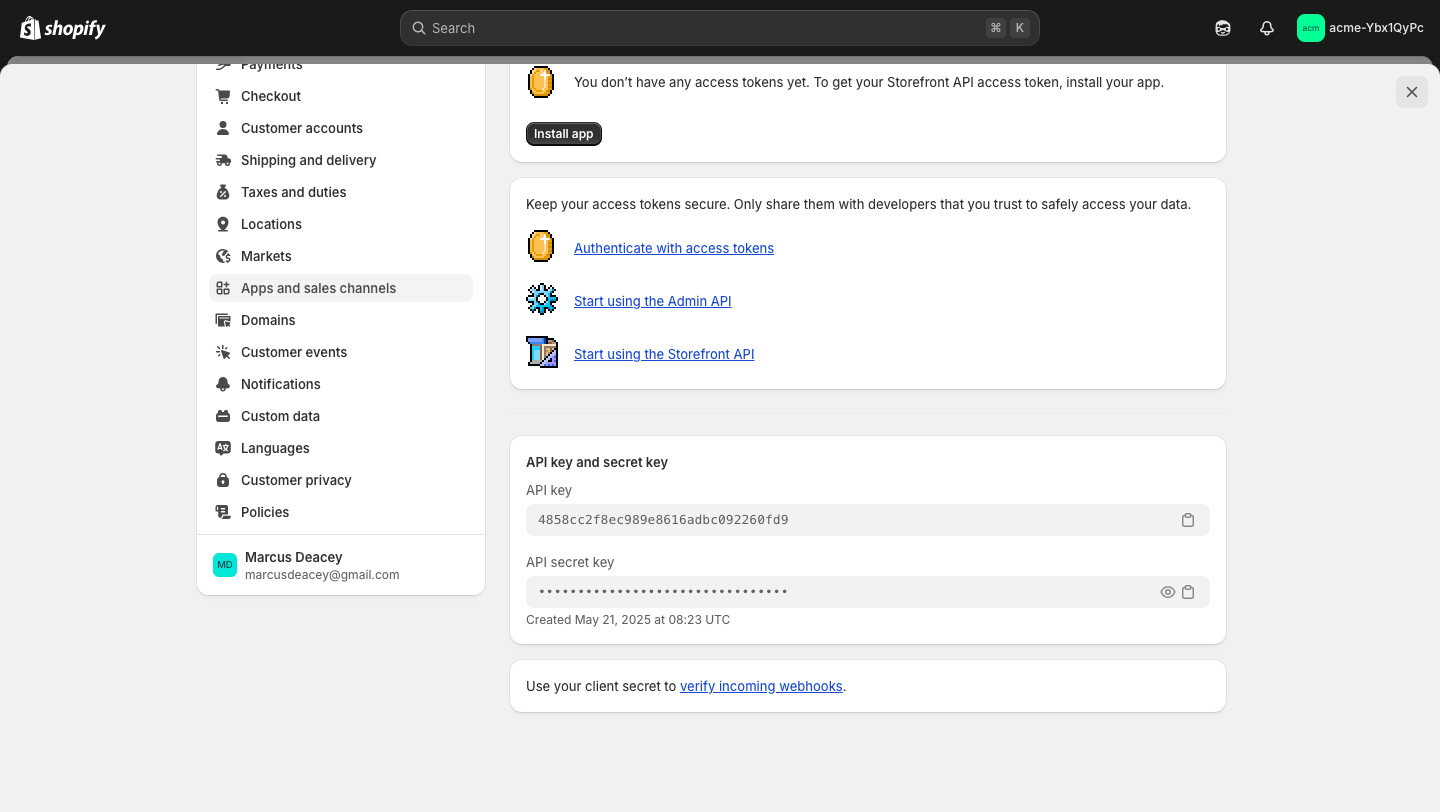 shopify
Search
⌘ K
acm
acme-Ybx1QyPc
Payments
Checkout
Customer accounts
Shipping and delivery
Taxes and duties
Locations
Markets
Apps and sales channels
Domains
Customer events
Notifications
Custom data
Languages
Customer privacy
Policies
MD
Marcus Deacey
marcusdeacey@gmail.com
You don’t have any access tokens yet. To get your Storefront API access token, install your app.
Install app
Keep your access tokens secure. Only share them with developers that you trust to safely access your data.
Authenticate with access tokens
Start using the Admin API
Start using the Storefront API
API key and secret key
API key
4858cc2f8ec989e8616adbc092260fd9
API secret key
••••••••••••••••••••••••••••••••
Created May 21, 2025 at 08:23 UTC
Use your client secret to verify incoming webhooks.